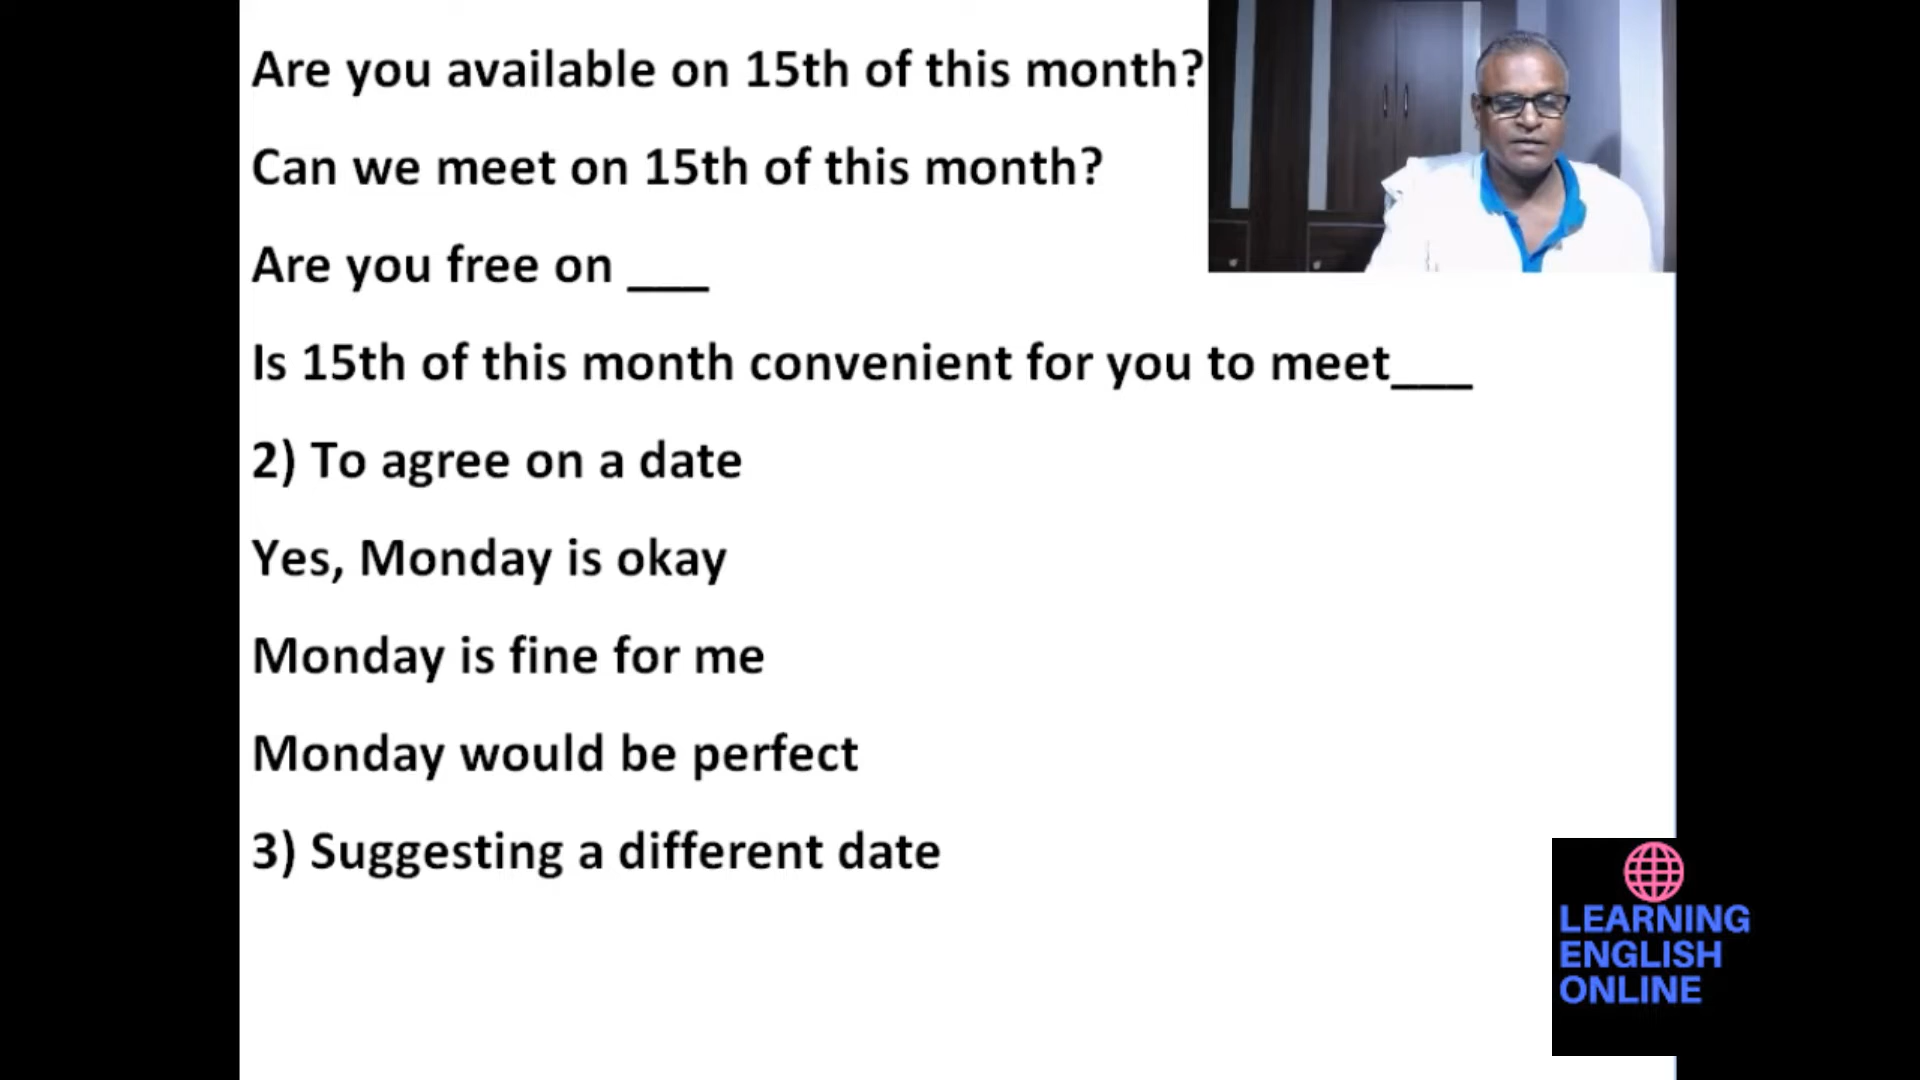 Are you available on 15th of this month?
Can we meet on 15th of this month?
Are you free on ___
Is 15th of this month convenient for you to meet___
2) To agree on a date
Yes, Monday is okay
Monday is fine for me
Monday would be perfect
3) Suggesting a different date
LEARNING
ENGLISH
ONLINE